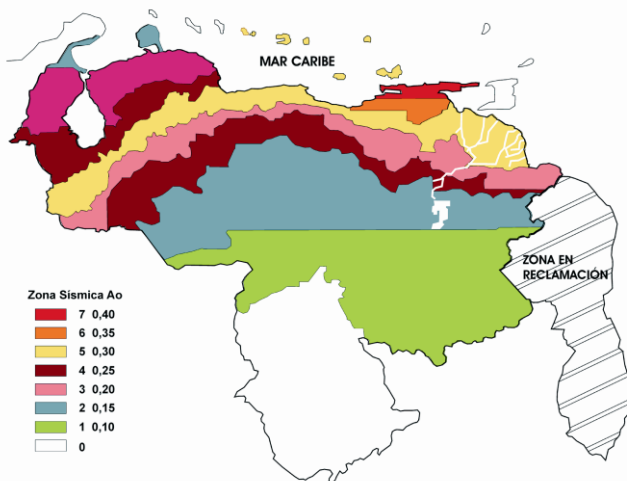 MAR CARIBE
ZONA EN
RECLAMACIÓN
Zona Sísmica Ao
7 0,40
6 0,35
5 0,30
4 0,25
3 0,20
2 0,15
1 0,10
0